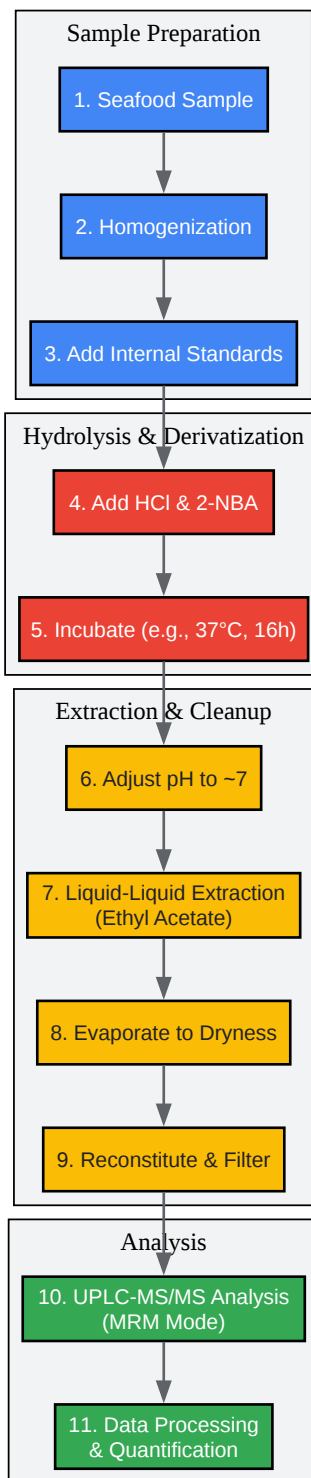 Sample Preparation
1. Seafood Sample
2. Homogenization
3. Add Internal Standards
Hydrolysis & Derivatization
4. Add HCl & 2-NBA
5. Incubate (e.g., 37°C, 16h)
Extraction & Cleanup
6. Adjust pH to ~7
7. Liquid-Liquid Extraction
(Ethyl Acetate)
8. Evaporate to Dryness
9. Reconstitute & Filter
Analysis
10. UPLC-MS/MS Analysis
(MRM Mode)
11. Data Processing
& Quantification